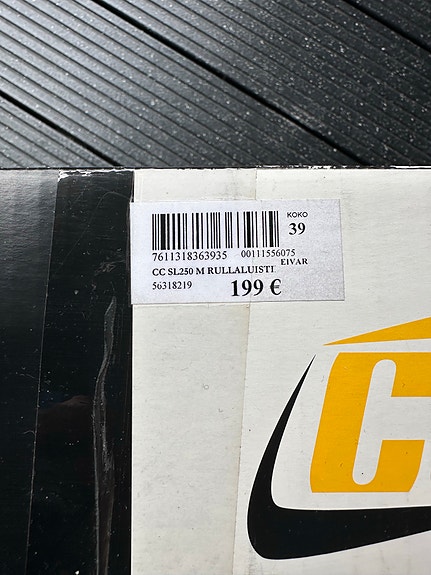 KOKO
39
7611318363935 00111556075
EIVAR
CC SL250 M RULLALUISTI
56318219 199 €
C